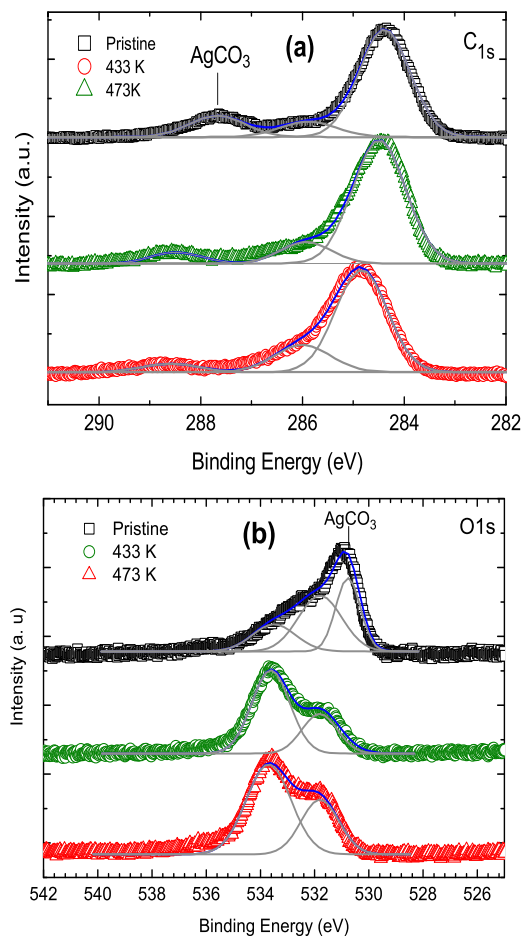 Pristine
433 K
473K
AgCO3
(a)
C1s
Intensity (a.u.)
290 288 286 284 282
Binding Energy (eV)
AgCO3
Pristine
433 K
473 K
(b)
O1s
Intensity (a. u)
542 540 538 536 534 532 530 528 526
Binding Energy (eV)